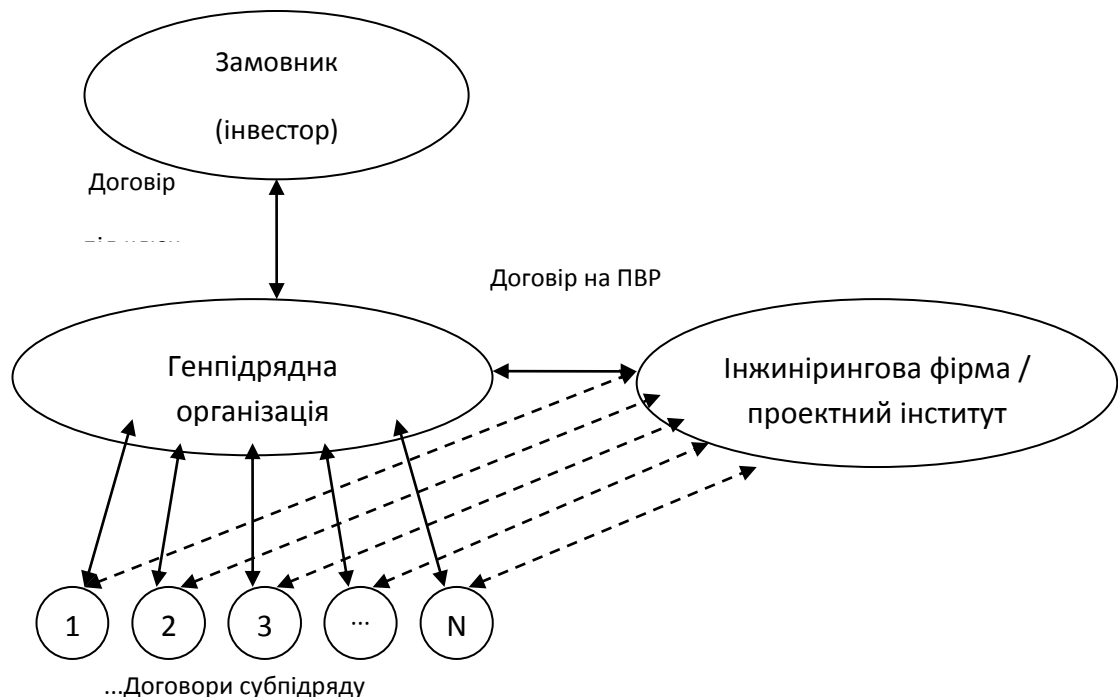 Замовник
(інвестор)
Договір
Договір на ПВР
Генпідрядна
організація
Інжинірингова фірма /
проектний інститут
1 2 3 ... N
...Договори субпідряду